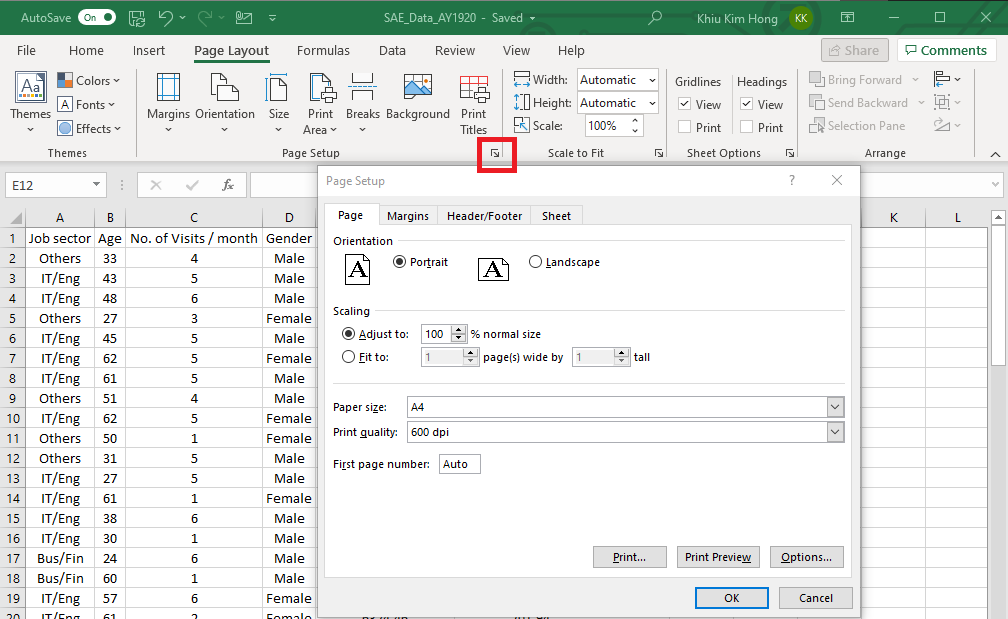 AutoSave On SAE_Data_AY1920 - Saved Khiu Kim Hong KK
File Home Insert Page Layout Formulas Data Review View Help Share Comments
Themes Colors Fonts Effects
Margins Orientation Size Print Area Breaks Background Print Titles
Width: Automatic
Height: Automatic
Scale: 100%
Gridlines View Print
Headings View Print
Bring Forward
Send Backward
Selection Pane
Themes Page Setup Scale to Fit Sheet Options Arrange
E12 fx
Page Setup ?
Page Margins Header/Footer Sheet
Orientation
A Portrait A Landscape
Scaling
Adjust to: 100 % normal size
Fit to: 1 page(s) wide by 1 tall
Paper size: A4
Print quality: 600 dpi
First page number: Auto
Print... Print Preview Options...
OK Cancel
A B C D K L
1 Job sector Age No. of Visits / month Gender
2 Others 33 4 Male
3 IT/Eng 43 5 Male
4 IT/Eng 48 6 Male
5 Others 27 3 Female
6 IT/Eng 45 5 Male
7 IT/Eng 62 5 Female
8 IT/Eng 61 5 Male
9 Others 51 4 Male
10 IT/Eng 62 5 Female
11 Others 50 1 Female
12 Others 31 5 Male
13 IT/Eng 27 5 Male
14 IT/Eng 61 1 Female
15 IT/Eng 38 6 Male
16 IT/Eng 30 1 Male
17 Bus/Fin 24 6 Male
18 Bus/Fin 60 1 Male
19 IT/Eng 57 6 Female
20 IT/Eng 61 2 Female